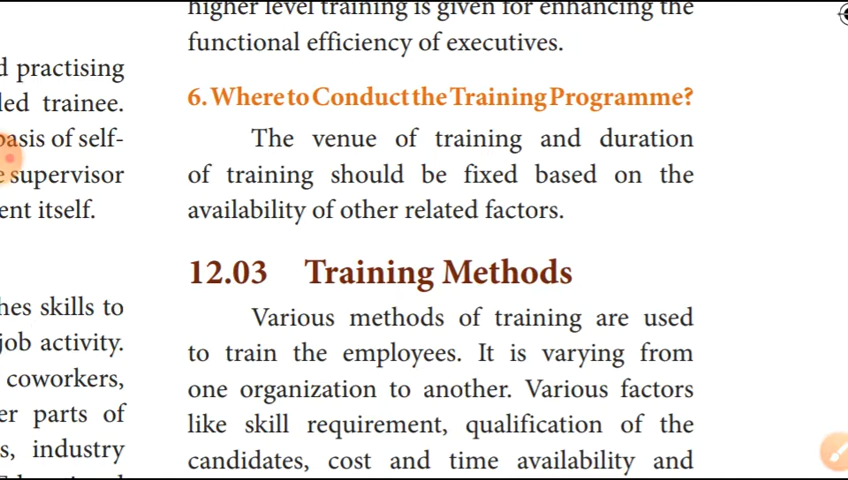 d practising
led trainee.
basis of self-
supervisor
ent itself.
hes skills to
job activity.
coworkers,
er parts of
s, industry
higher level training is given for enhancing the
functional efficiency of executives.
6. Where to Conduct the Training Programme?
The venue of training and duration
of training should be fixed based on the
availability of other related factors.
12.03 Training Methods
Various methods of training are used
to train the employees. It is varying from
one organization to another. Various factors
like skill requirement, qualification of the
candidates, cost and time availability and